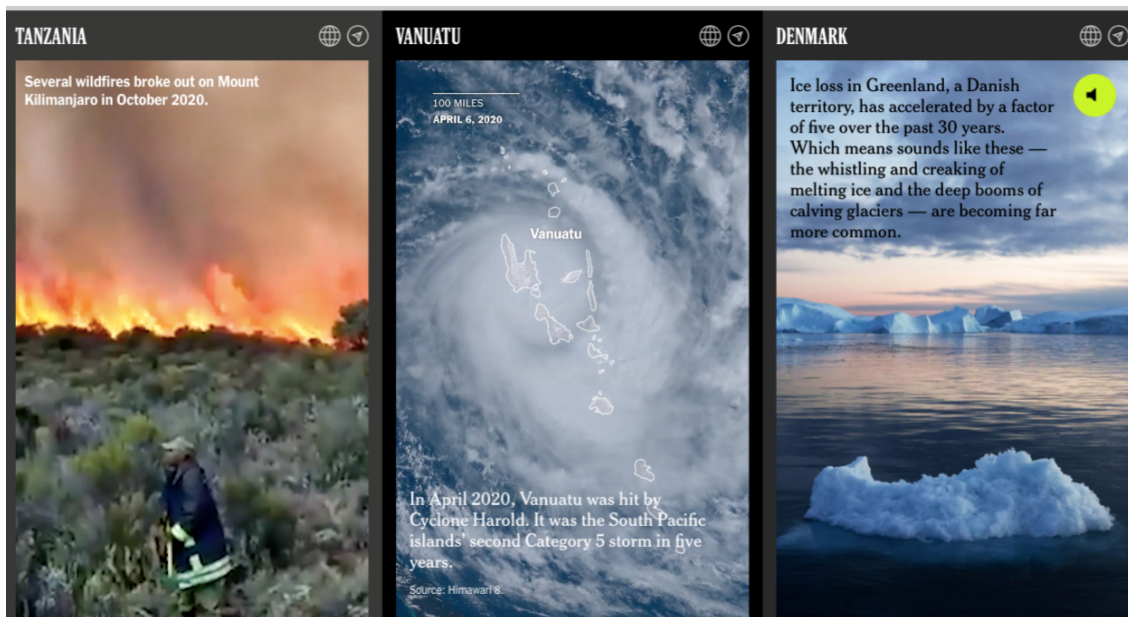 TANZANIA
Several wildfires broke out on Mount
Kilimanjaro in October 2020.
VANUATU
100 MILES
APRIL 6, 2020
Vanuatu
In April 2020, Vanuatu was hit by
Cyclone Harold. It was the South Pacific
islands’ second Category 5 storm in five
years.
Source: Himawari 8.
DENMARK
Ice loss in Greenland, a Danish
territory, has accelerated by a factor
of five over the past 30 years.
Which means sounds like these —
the whistling and creaking of
melting ice and the deep booms of
calving glaciers — are becoming far
more common.